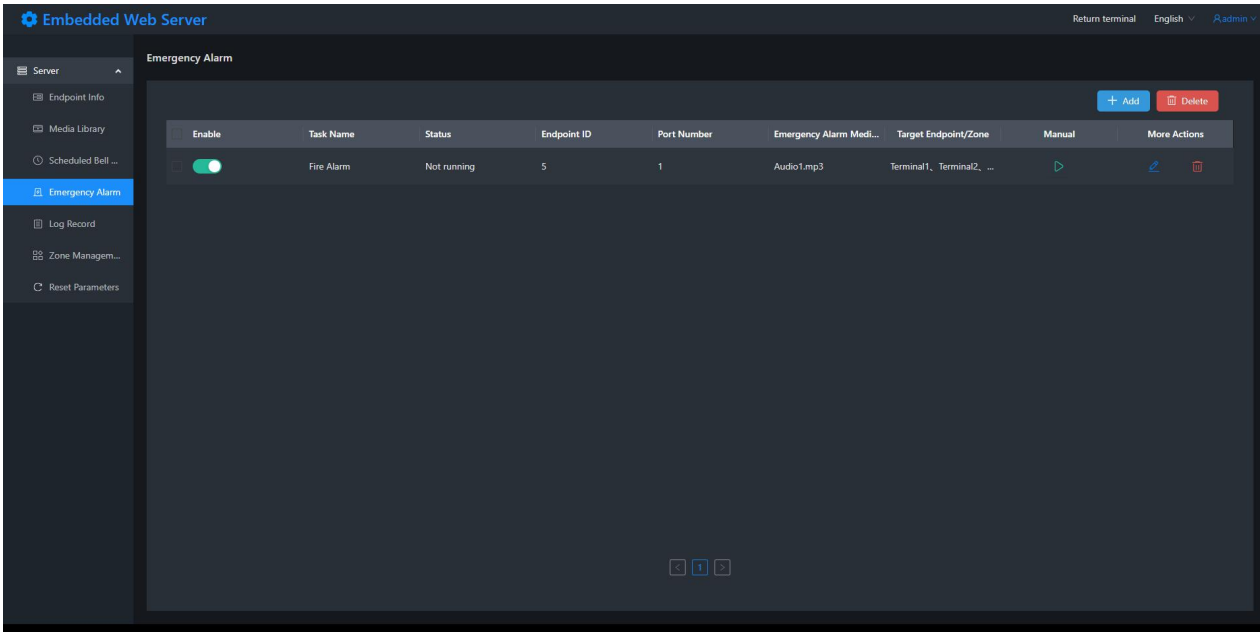 Embedded Web Server
Return terminal English admin
Server
Emergency Alarm
Endpoint Info
Media Library
Scheduled Bell ...
Emergency Alarm
Log Record
Zone Managem...
Reset Parameters
+ Add Delete
Enable Task Name Status Endpoint ID Port Number Emergency Alarm Medi... Target Endpoint/Zone Manual More Actions
Fire Alarm Not running 5 1 Audio1.mp3 Terminal1、Terminal2、...
< 1 >